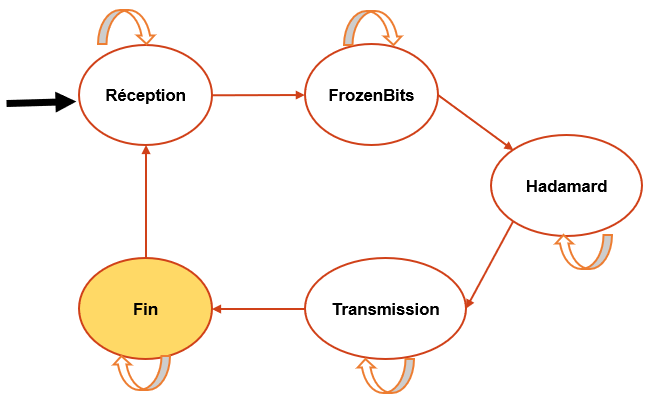 Réception
FrozenBits
Hadamard
Transmission
Fin